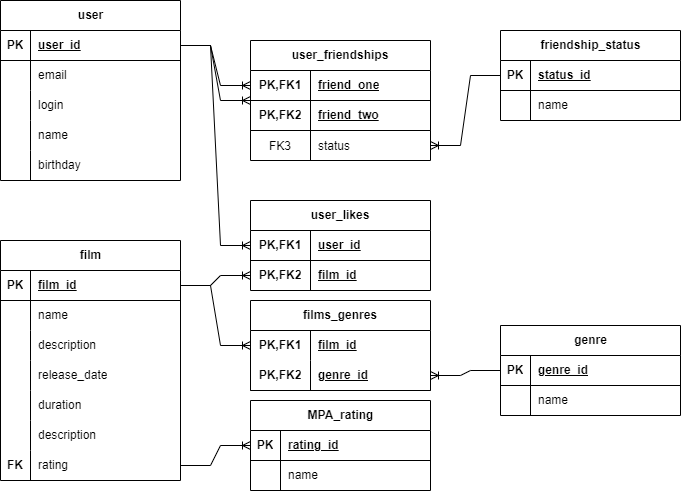 user
PK user_id
email
login
name
birthday
user_friendships
PK,FK1 friend_one
PK,FK2 friend_two
FK3 status
friendship_status
PK status_id
name
user_likes
PK,FK1 user_id
PK,FK2 film_id
film
PK film_id
name
description
release_date
duration
description
FK rating
films_genres
PK,FK1 film_id
PK,FK2 genre_id
genre
PK genre_id
name
MPA_rating
PK rating_id
name